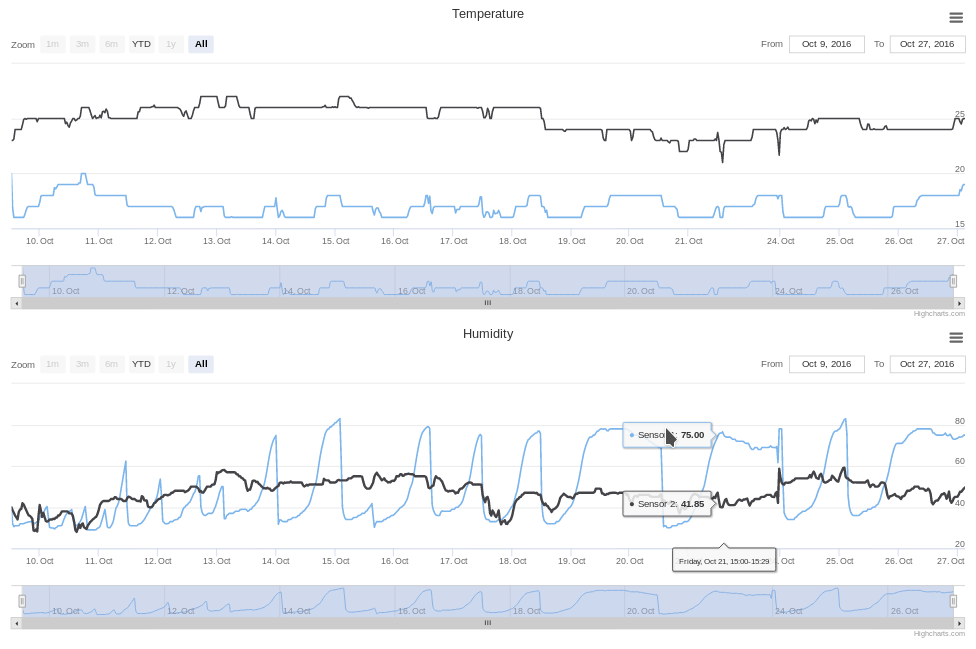 Temperature
Zoom 1m 3m 6m YTD 1y All From Oct 9, 2016 To Oct 27, 2016
25
20
15
10. Oct 11. Oct 12. Oct 13. Oct 14. Oct 15. Oct 16. Oct 17. Oct 18. Oct 19. Oct 20. Oct 21. Oct 24. Oct 25. Oct 26. Oct 27. Oct
10. Oct 12. Oct 14. Oct 16. Oct 18. Oct 20. Oct 24. Oct 26. Oct
Highcharts.com
Humidity
Zoom 1m 3m 6m YTD 1y All From Oct 9, 2016 To Oct 27, 2016
80
Sensor 75.00
60
Sensor 2: 41.85
40
20
10. Oct 11. Oct 12. Oct 13. Oct 14. Oct 15. Oct 16. Oct 17. Oct 18. Oct 19. Oct 20. Oct Friday, Oct 21, 15:00-15:29 Oct 25. Oct 26. Oct 27. Oct
10. Oct 12. Oct 14. Oct 16. Oct 18. Oct 20. Oct 24. Oct 26. Oct
Highcharts.com